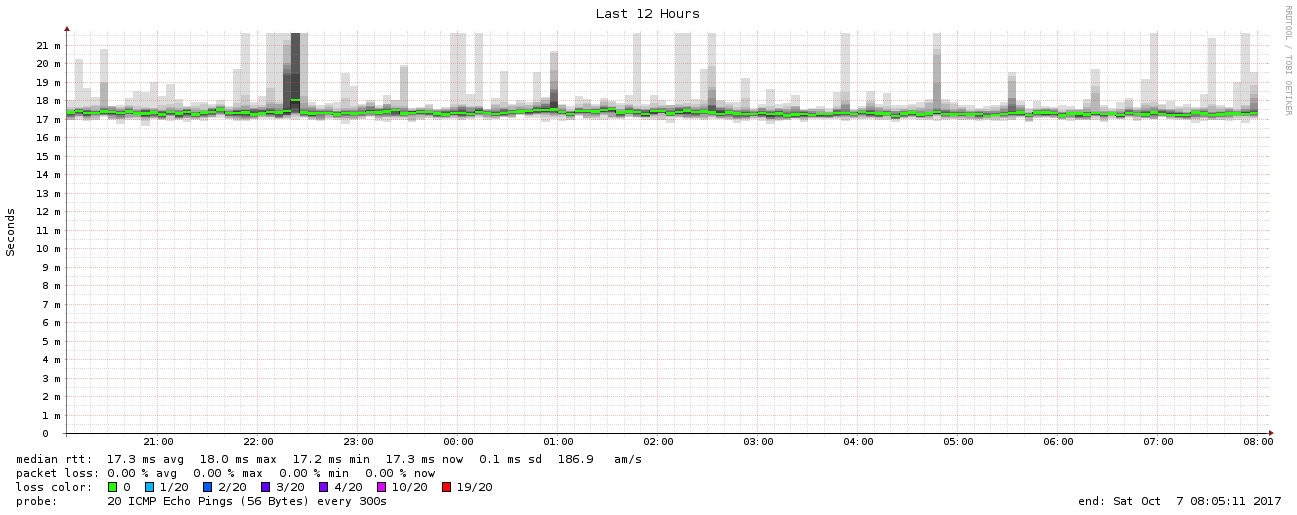 Last 12 Hours
RRDTOOL / TOBI OETIKER
21 m
20 m
19 m
18 m
17 m
16 m
15 m
14 m
13 m
12 m
11 m
10 m
9 m
8 m
7 m
6 m
5 m
4 m
3 m
2 m
1 m
0
Seconds
21:00 22:00 23:00 00:00 01:00 02:00 03:00 04:00 05:00 06:00 07:00 08:00
median rtt: 17.3 ms avg 18.0 ms max 17.2 ms min 17.3 ms now 0.1 ms sd 186.9 am/s
packet loss: 0.00 % avg 0.00 % max 0.00 % min 0.00 % now
loss color: 0 1/20 2/20 3/20 4/20 10/20 19/20
probe: 20 ICMP Echo Pings (56 Bytes) every 300s end: Sat Oct 7 08:05:11 2017